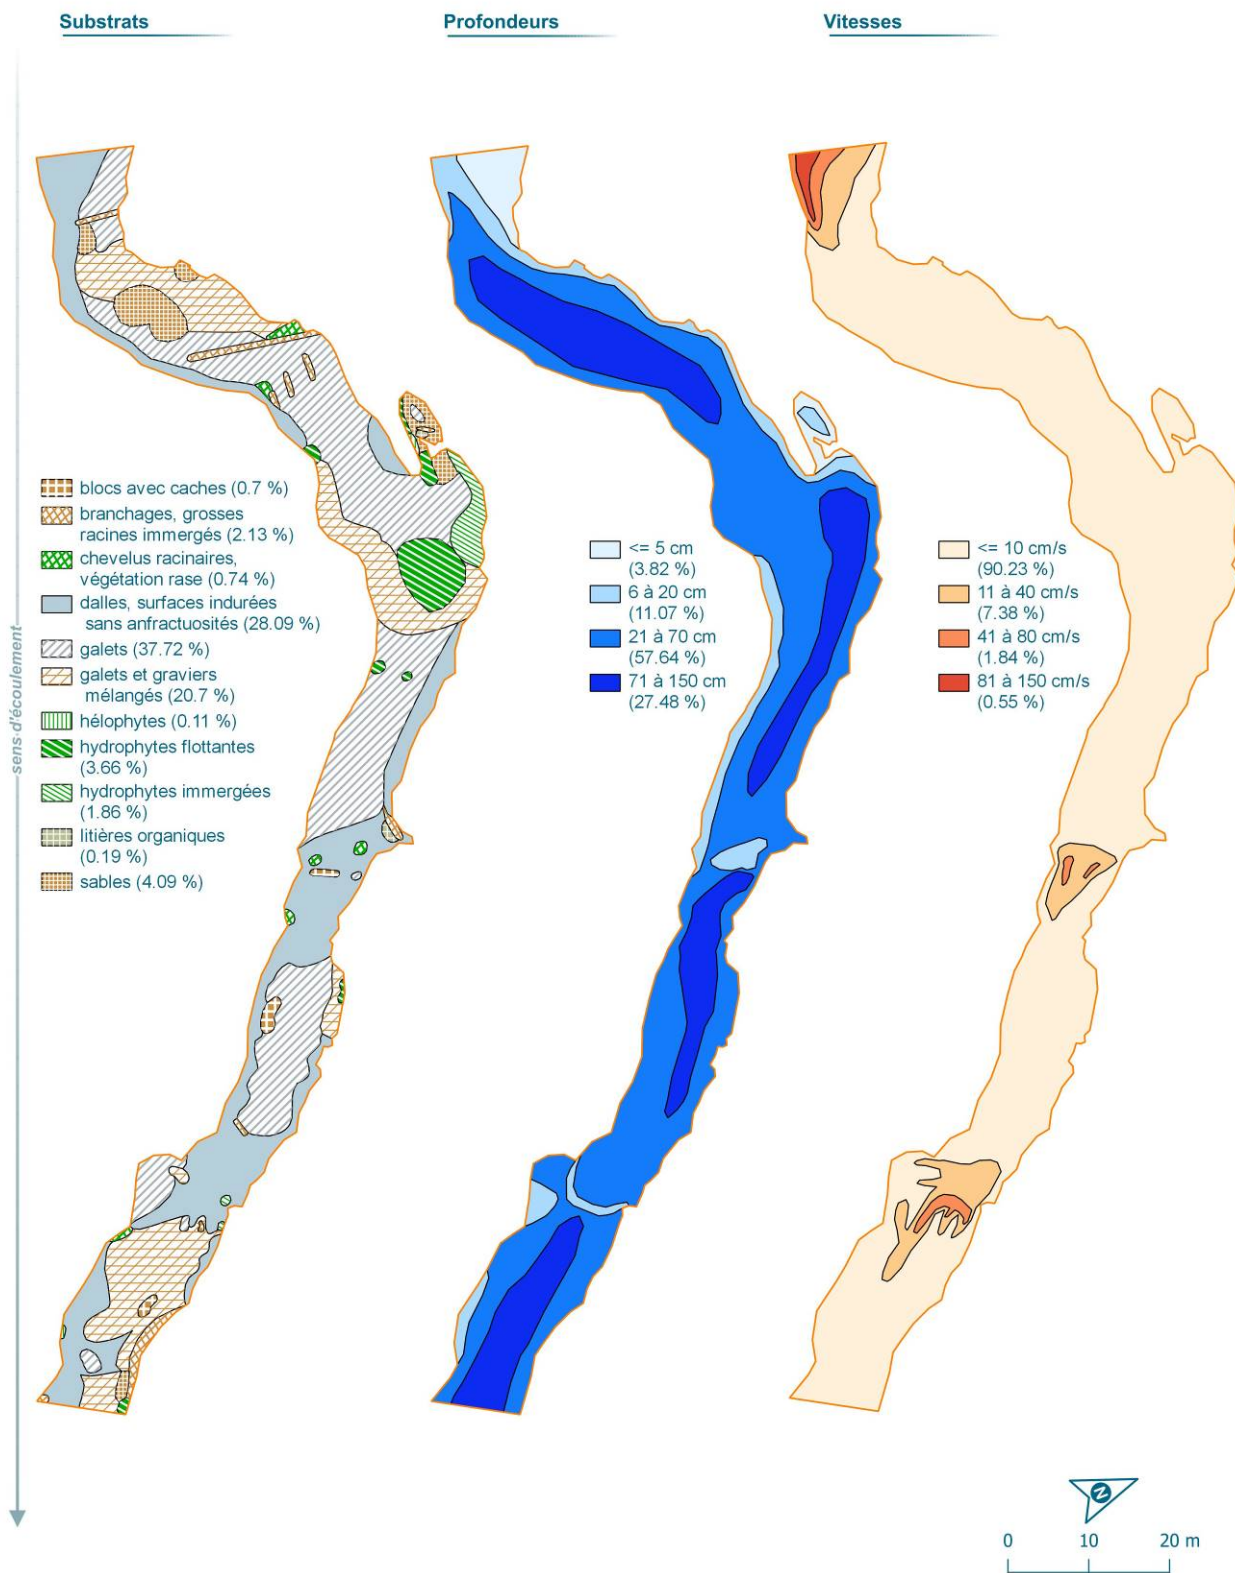 Substrats
Profondeurs
Vitesses
sens d'écoulement
blocs avec caches (0.7 %)
branchages, grosses
racines immergés (2.13 %)
chevelus racinaires,
végétation rase (0.74 %)
dalles, surfaces indurées
sans anfractuosités (28.09 %)
galets (37.72 %)
galets et graviers
mélangés (20.7 %)
hélophytes (0.11 %)
hydrophytes flottantes
(3.66 %)
hydrophytes immergées
(1.86 %)
litières organiques
(0.19 %)
sables (4.09 %)
<= 5 cm
(3.82 %)
6 à 20 cm
(11.07 %)
21 à 70 cm
(57.64 %)
71 à 150 cm
(27.48 %)
<= 10 cm/s
(90.23 %)
11 à 40 cm/s
(7.38 %)
41 à 80 cm/s
(1.84 %)
81 à 150 cm/s
(0.55 %)
N
0 10 20 m